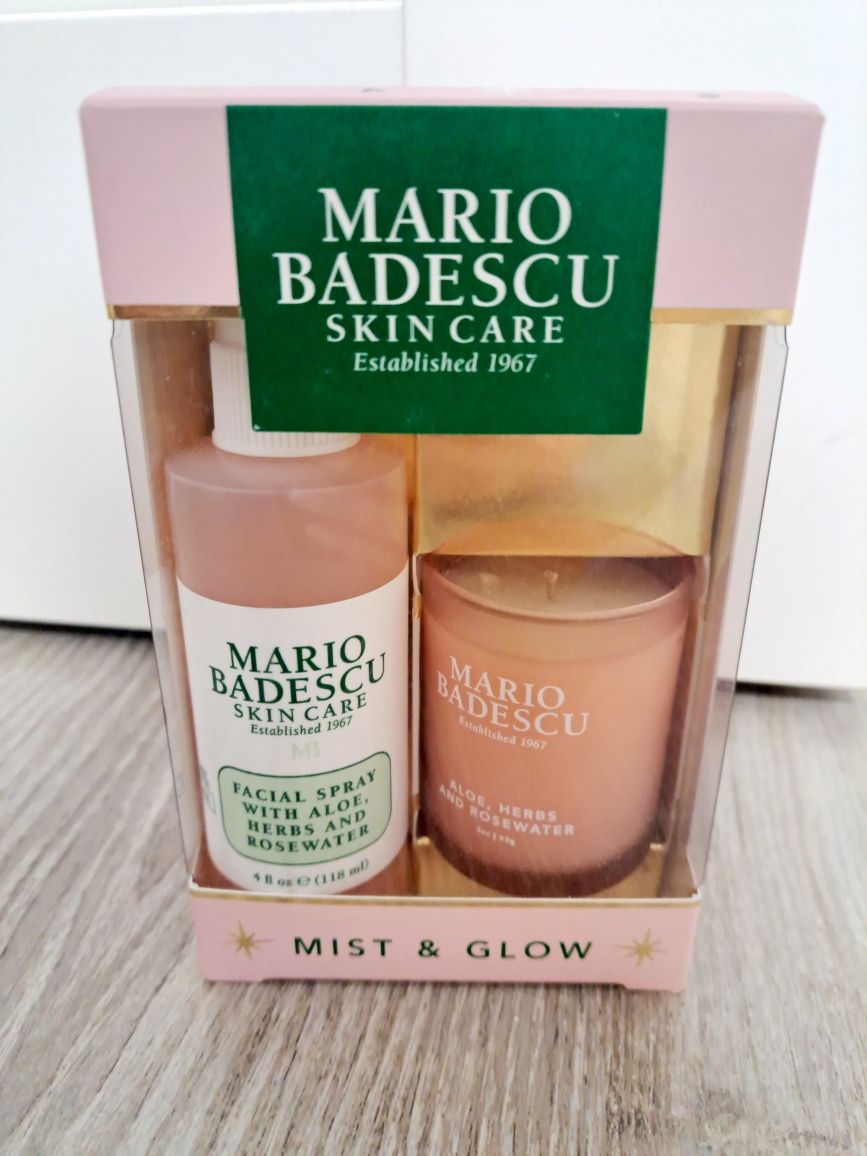 MARIO
BADESCU
SKIN CARE
Established 1967
MARIO
BADESCU
SKIN CARE
Established 1967
MB
FACIAL SPRAY
WITH ALOE,
HERBS AND
ROSEWATER
4 fl oz ℮ (118 ml)
MARIO
BADESCU
Established 1967
ALOE, HERBS
AND ROSEWATER
MIST & GLOW